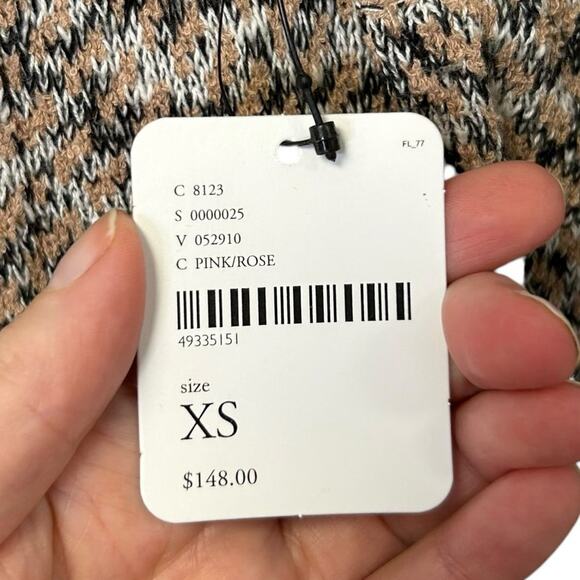 FL_77
C 8123
S 0000025
V 052910
C PINK/ROSE
49335151
size
XS
$148.00